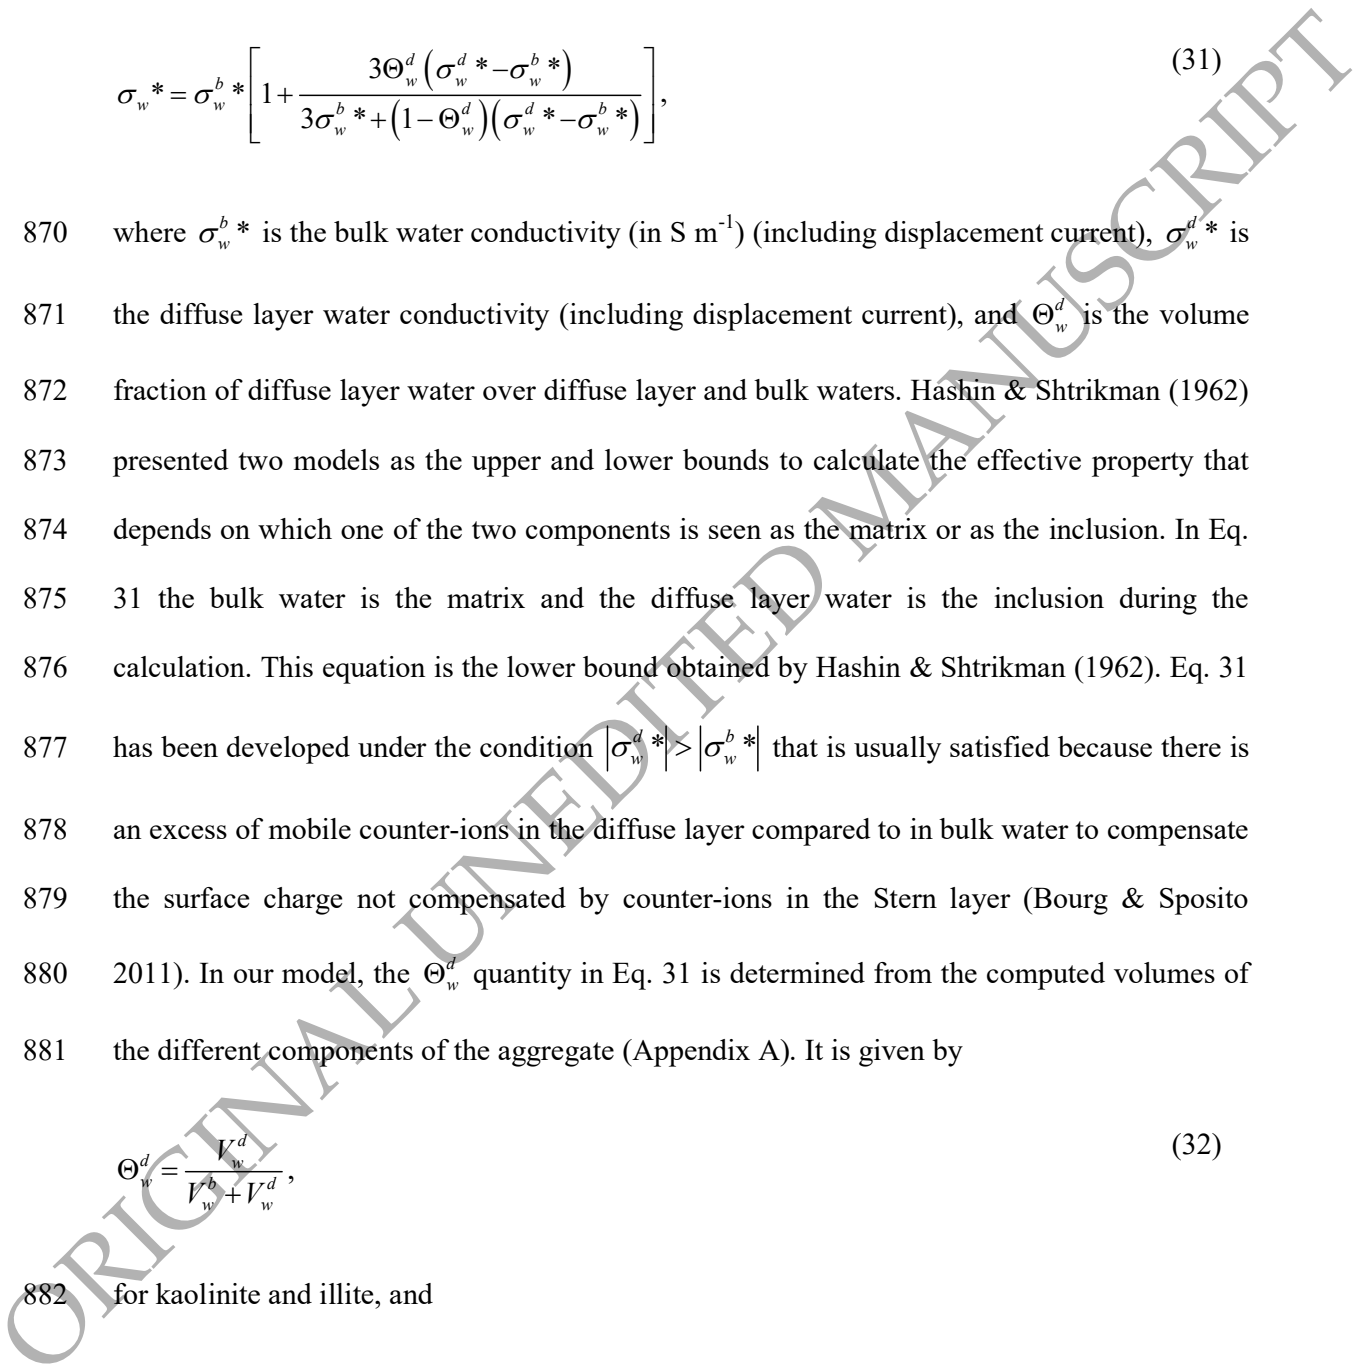 σ_w* = σ_w^b* [ 1 + 3Θ_w^d (σ_w^d* − σ_w^b*) / ( 3σ_w^b* + (1 − Θ_w^d)(σ_w^d* − σ_w^b*) ) ], (31)
870 where σ_w^b* is the bulk water conductivity (in S m^-1) (including displacement current), σ_w^d* is
871 the diffuse layer water conductivity (including displacement current), and Θ_w^d is the volume
872 fraction of diffuse layer water over diffuse layer and bulk waters. Hashin & Shtrikman (1962)
873 presented two models as the upper and lower bounds to calculate the effective property that
874 depends on which one of the two components is seen as the matrix or as the inclusion. In Eq.
875 31 the bulk water is the matrix and the diffuse layer water is the inclusion during the
876 calculation. This equation is the lower bound obtained by Hashin & Shtrikman (1962). Eq. 31
877 has been developed under the condition |σ_w^d*| > |σ_w^b*| that is usually satisfied because there is
878 an excess of mobile counter-ions in the diffuse layer compared to in bulk water to compensate
879 the surface charge not compensated by counter-ions in the Stern layer (Bourg & Sposito
880 2011). In our model, the Θ_w^d quantity in Eq. 31 is determined from the computed volumes of
881 the different components of the aggregate (Appendix A). It is given by
Θ_w^d = V_w^d / (V_w^b + V_w^d), (32)
882 for kaolinite and illite, and
ORIGINAL UNEDITED MANUSCRIPT